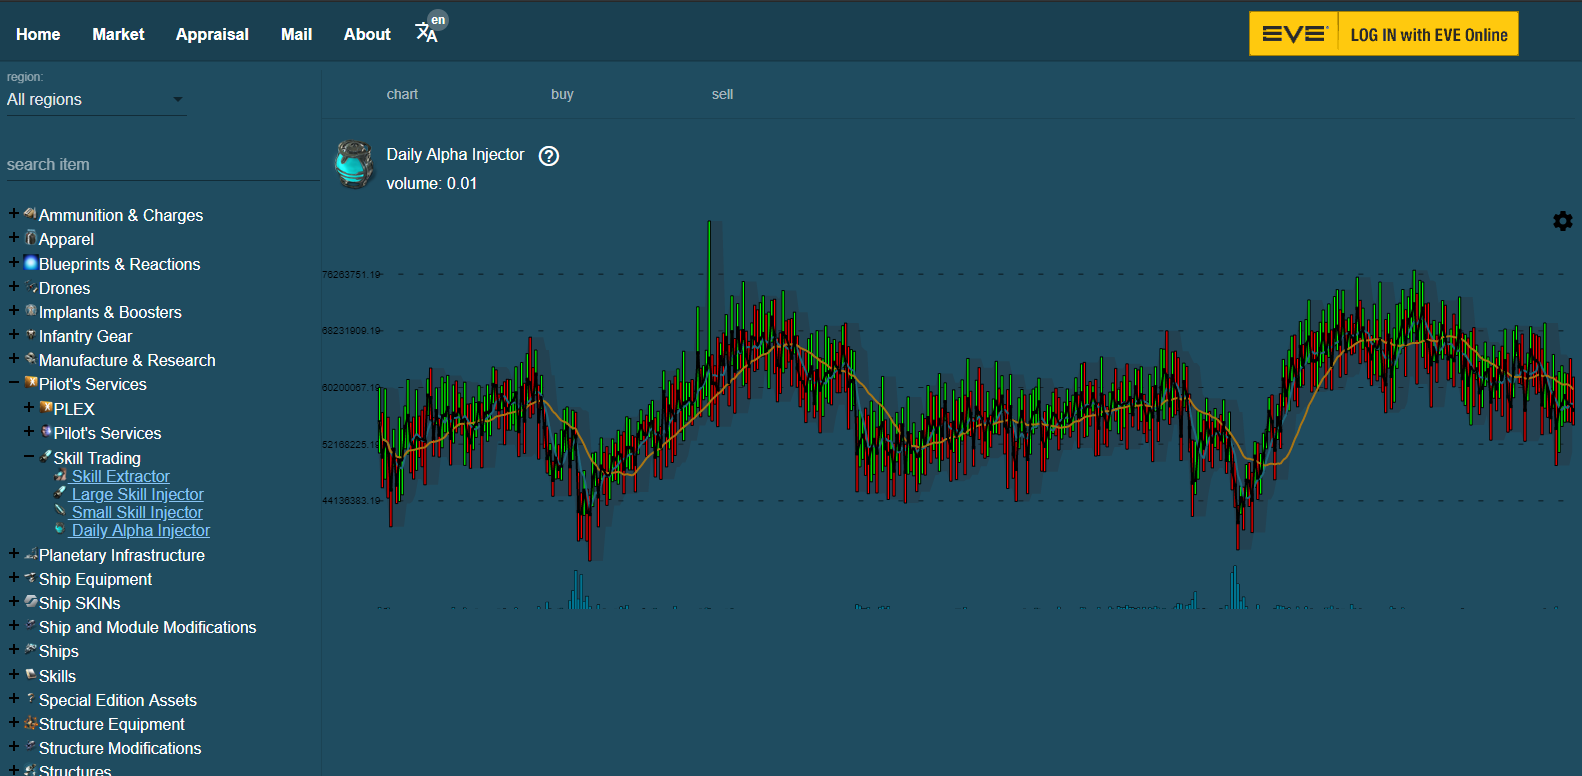 Home Market Appraisal Mail About en
EVE LOG IN with EVE Online
region:
All regions
search item
Ammunition & Charges
Apparel
Blueprints & Reactions
Drones
Implants & Boosters
Infantry Gear
Manufacture & Research
Pilot's Services
PLEX
Pilot's Services
Skill Trading
Skill Extractor
Large Skill Injector
Small Skill Injector
Daily Alpha Injector
Planetary Infrastructure
Ship Equipment
Ship SKINs
Ship and Module Modifications
Ships
Skills
Special Edition Assets
Structure Equipment
Structure Modifications
Structures
chart buy sell
Daily Alpha Injector
volume: 0.01
76263751.19
68231909.19
60200067.19
52168225.19
44136383.19